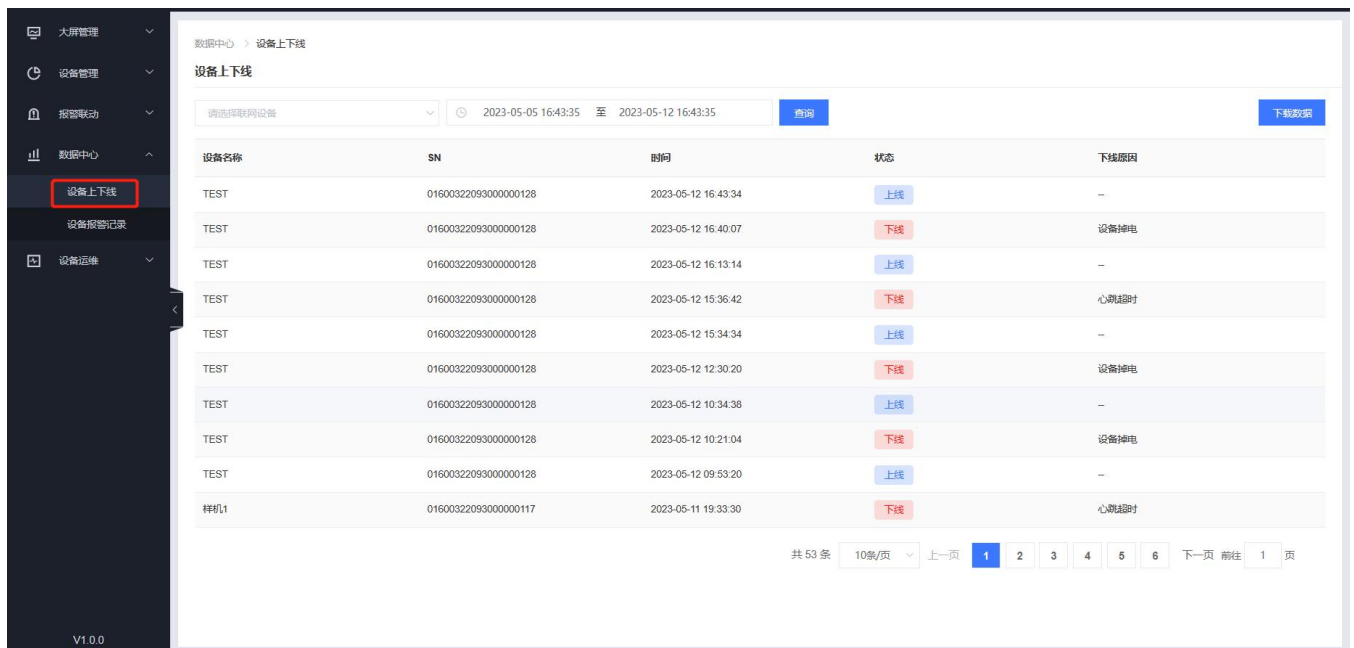 大屏管理
设备管理
报警联动
数据中心
设备上下线
设备报警记录
设备运维
V1.0.0
数据中心 > 设备上下线
设备上下线
请选择联网设备 2023-05-05 16:43:35 至 2023-05-12 16:43:35 查询 下载数据
设备名称 SN 时间 状态 下线原因
TEST 01600322093000000128 2023-05-12 16:43:34 上线 --
TEST 01600322093000000128 2023-05-12 16:40:07 下线 设备掉电
TEST 01600322093000000128 2023-05-12 16:13:14 上线 --
TEST 01600322093000000128 2023-05-12 15:36:42 下线 心跳超时
TEST 01600322093000000128 2023-05-12 15:34:34 上线 --
TEST 01600322093000000128 2023-05-12 12:30:20 下线 设备掉电
TEST 01600322093000000128 2023-05-12 10:34:38 上线 --
TEST 01600322093000000128 2023-05-12 10:21:04 下线 设备掉电
TEST 01600322093000000128 2023-05-12 09:53:20 上线 --
样机1 01600322093000000117 2023-05-11 19:33:30 下线 心跳超时
共 53 条 10条/页 上一页 1 2 3 4 5 6 下一页 前往 1 页